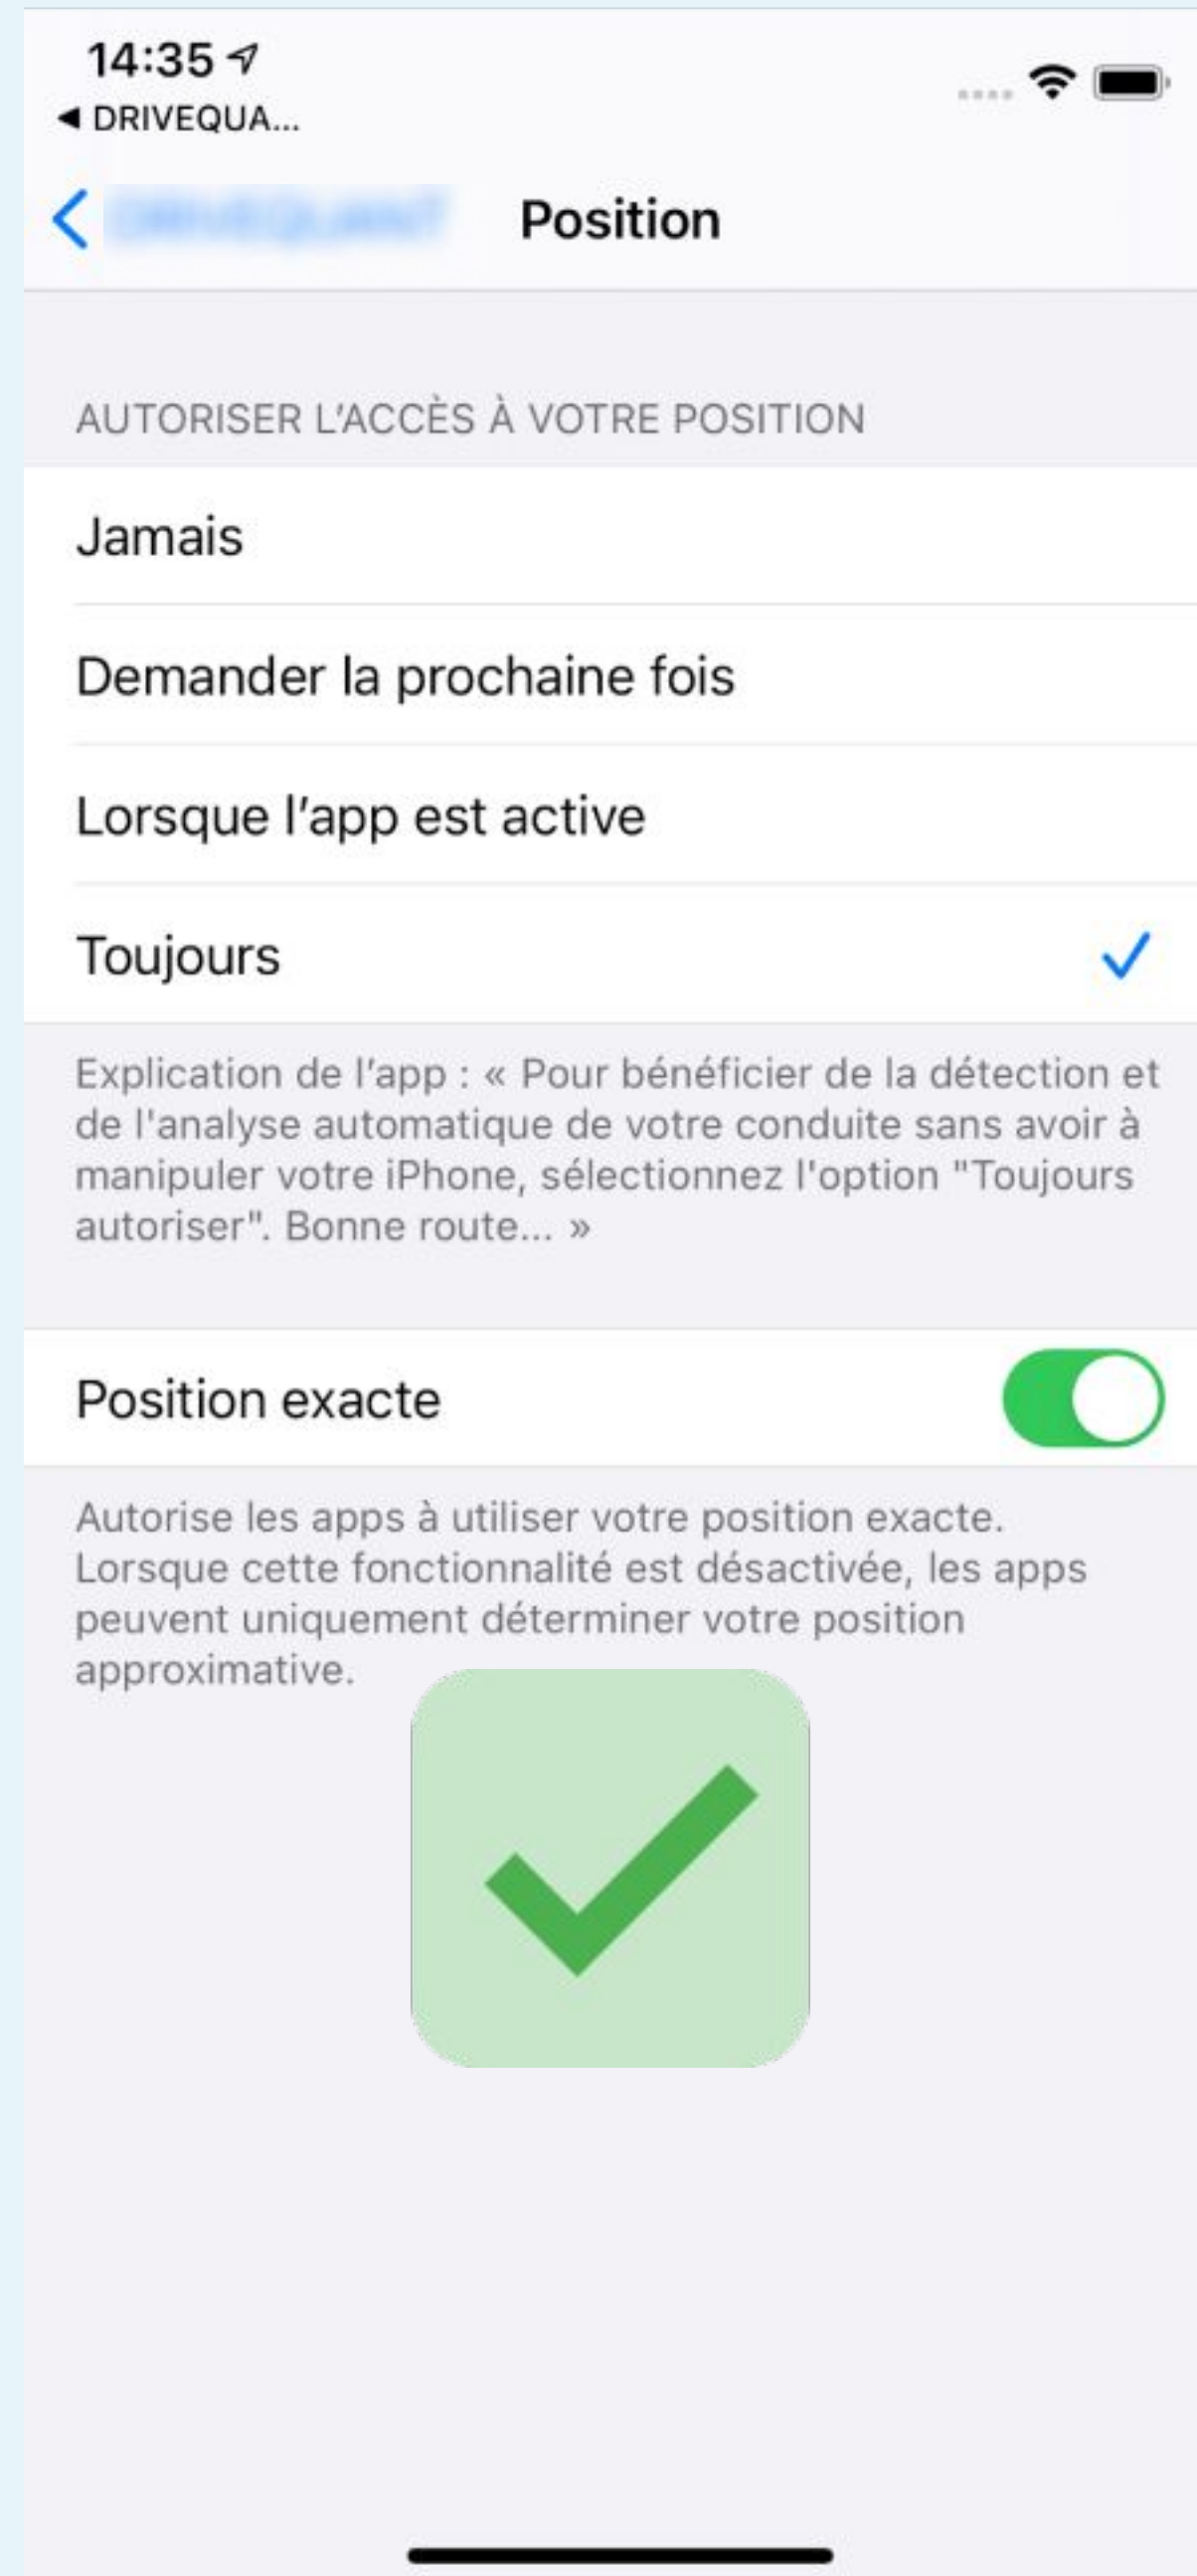 14:35
DRIVEQUA...
Position
AUTORISER L'ACCÈS À VOTRE POSITION
Jamais
Demander la prochaine fois
Lorsque l'app est active
Toujours
Explication de l'app : « Pour bénéficier de la détection et
de l'analyse automatique de votre conduite sans avoir à
manipuler votre iPhone, sélectionnez l'option "Toujours
autoriser". Bonne route... »
Position exacte
Autorise les apps à utiliser votre position exacte.
Lorsque cette fonctionnalité est désactivée, les apps
peuvent uniquement déterminer votre position
approximative.